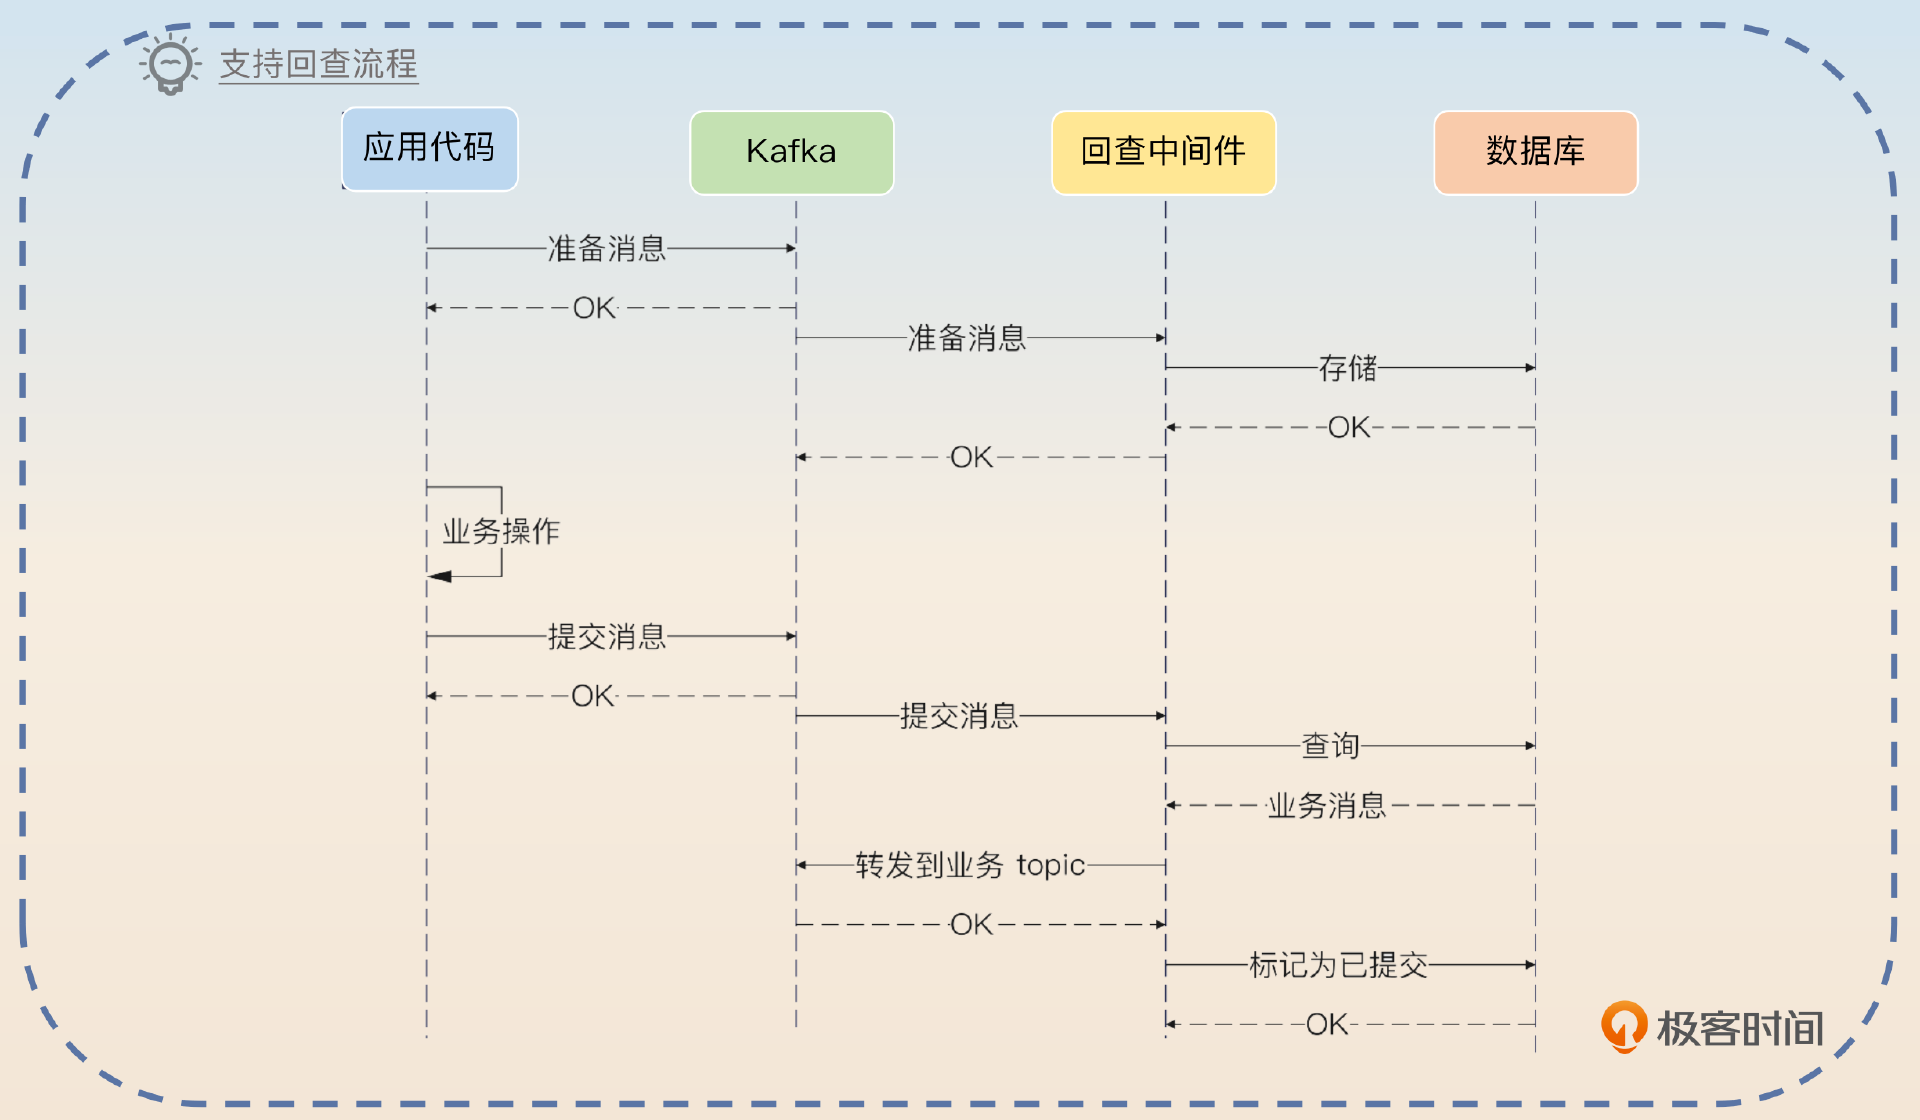 支持回查流程
应用代码
Kafka
回查中间件
数据库
准备消息
OK
准备消息
存储
OK
OK
业务操作
提交消息
OK
提交消息
查询
业务消息
转发到业务 topic
OK
标记为已提交
OK
极客时间